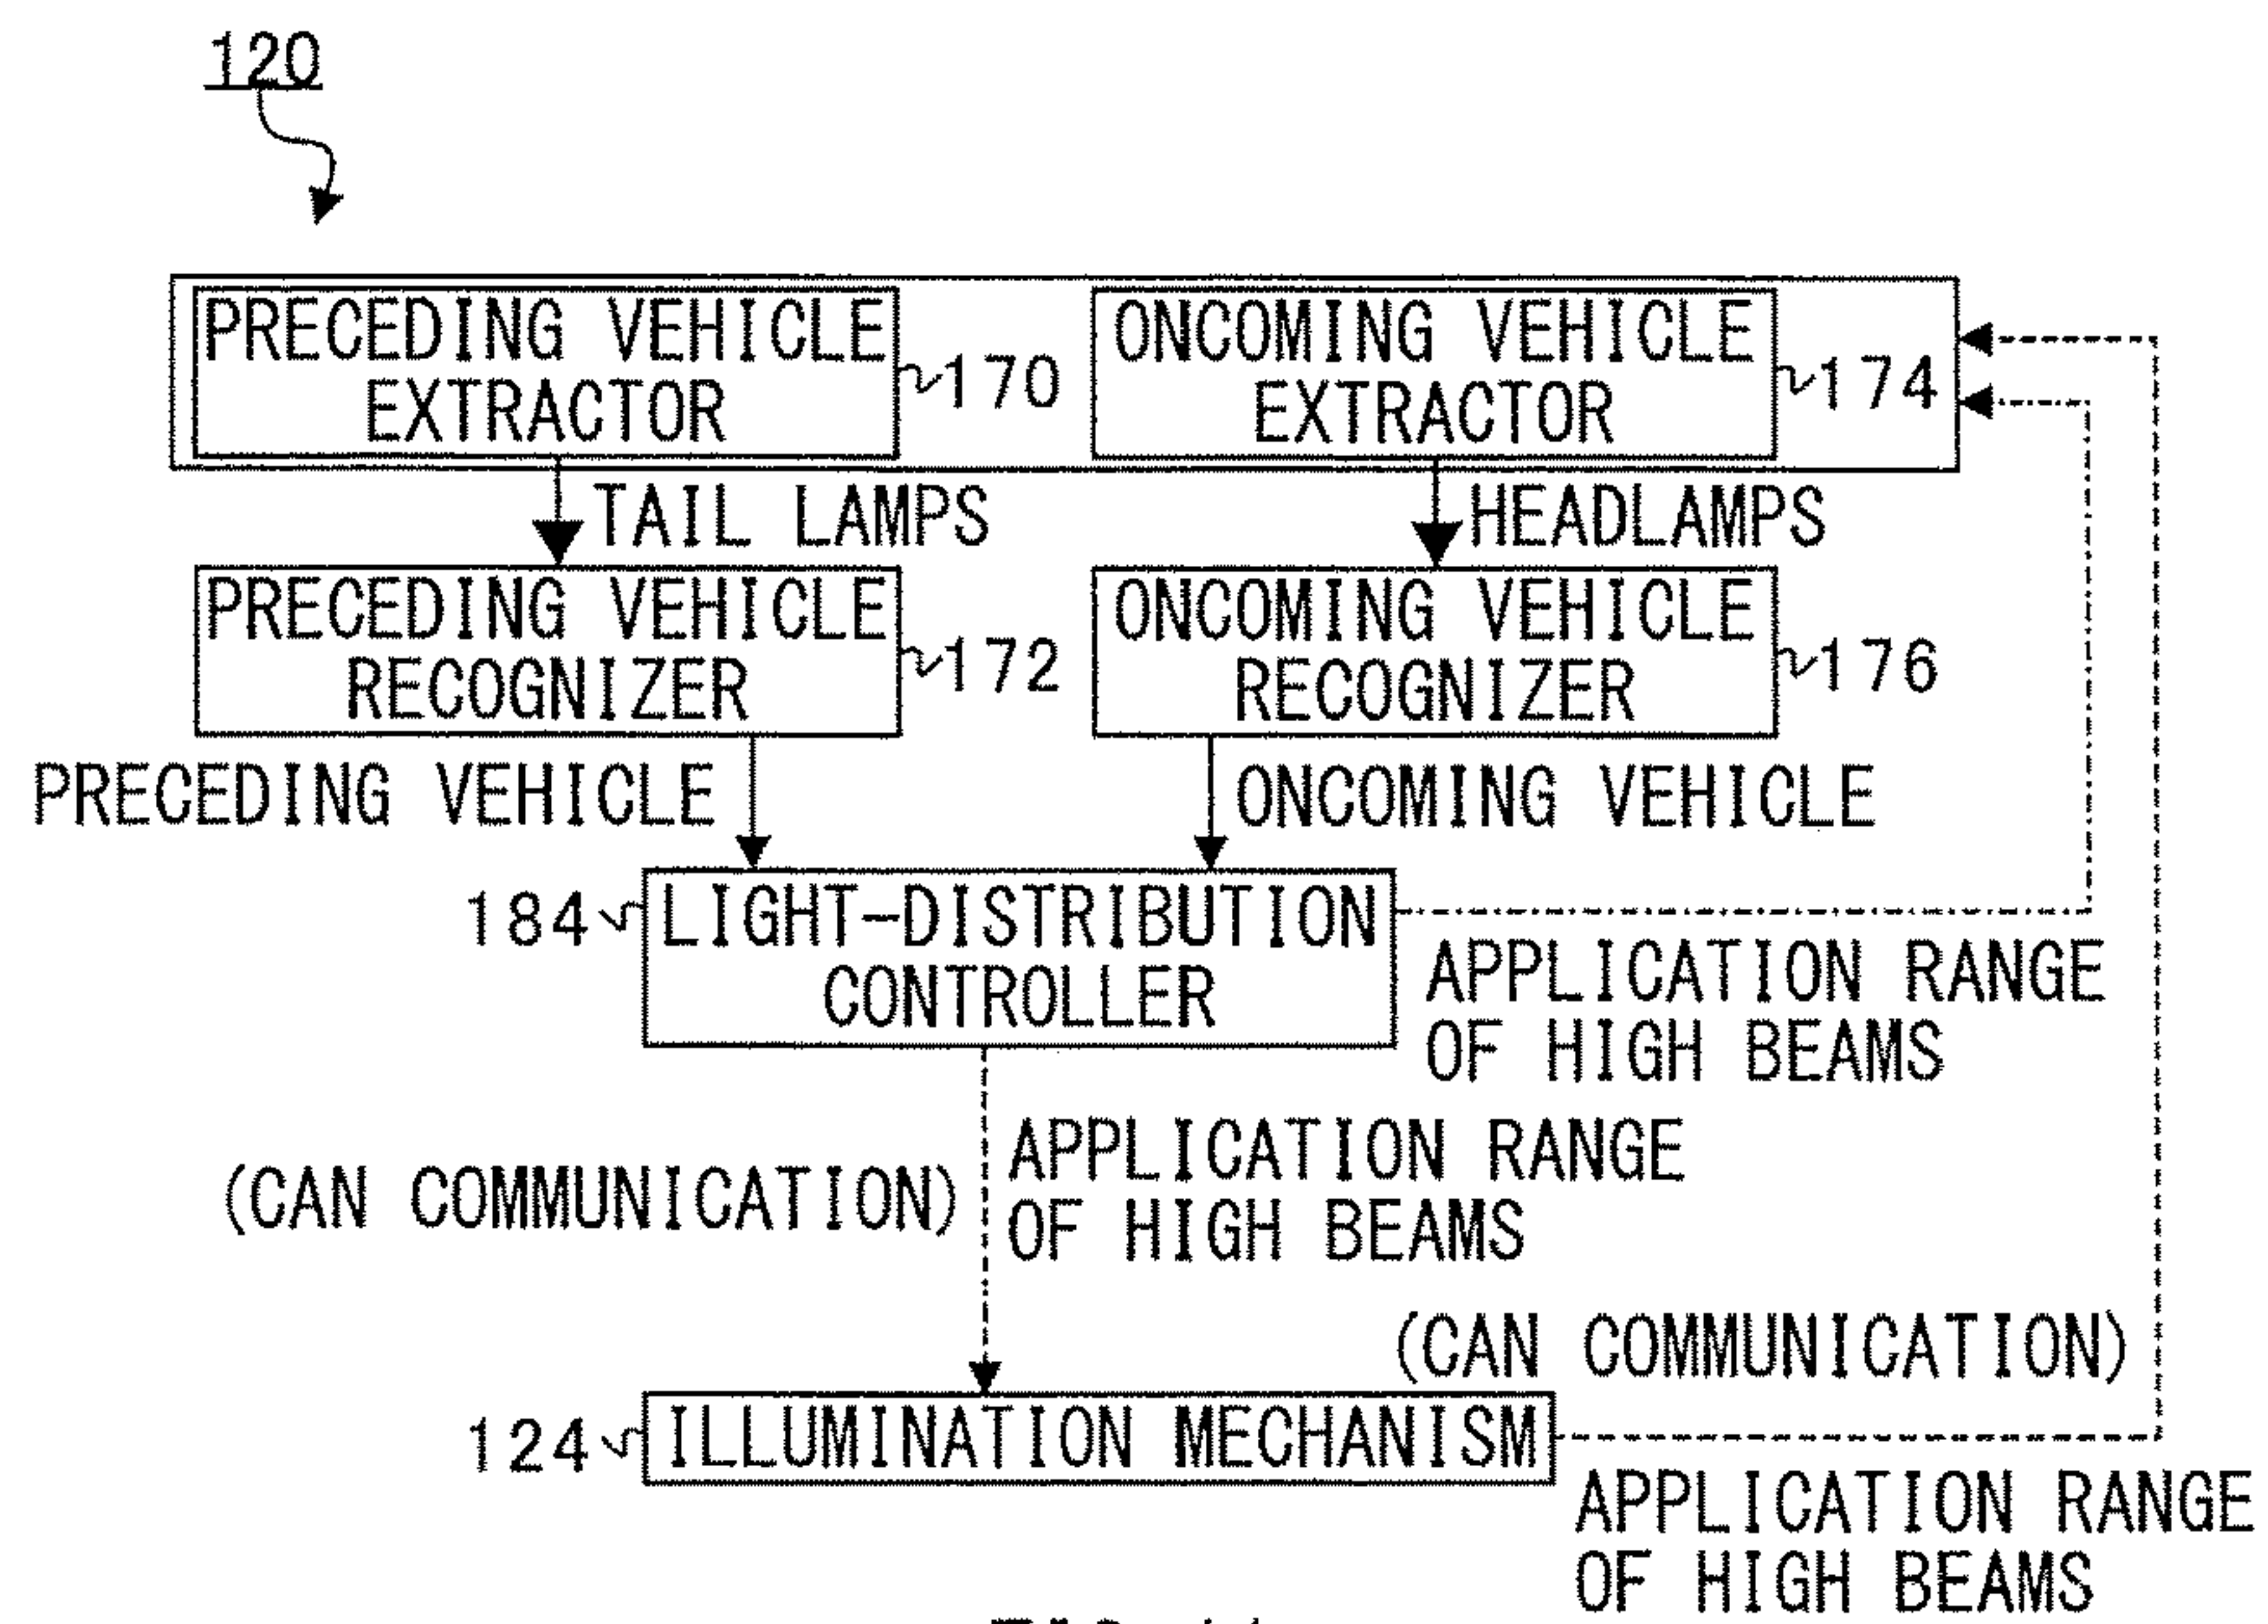 120
PRECEDING VEHICLE
EXTRACTOR
170
ONCOMING VEHICLE
EXTRACTOR
174
TAIL LAMPS
HEADLAMPS
PRECEDING VEHICLE
RECOGNIZER
172
ONCOMING VEHICLE
RECOGNIZER
176
PRECEDING VEHICLE
ONCOMING VEHICLE
184
LIGHT-DISTRIBUTION
CONTROLLER
APPLICATION RANGE
OF HIGH BEAMS
(CAN COMMUNICATION)
APPLICATION RANGE
OF HIGH BEAMS
(CAN COMMUNICATION)
124
ILLUMINATION MECHANISM
APPLICATION RANGE
OF HIGH BEAMS